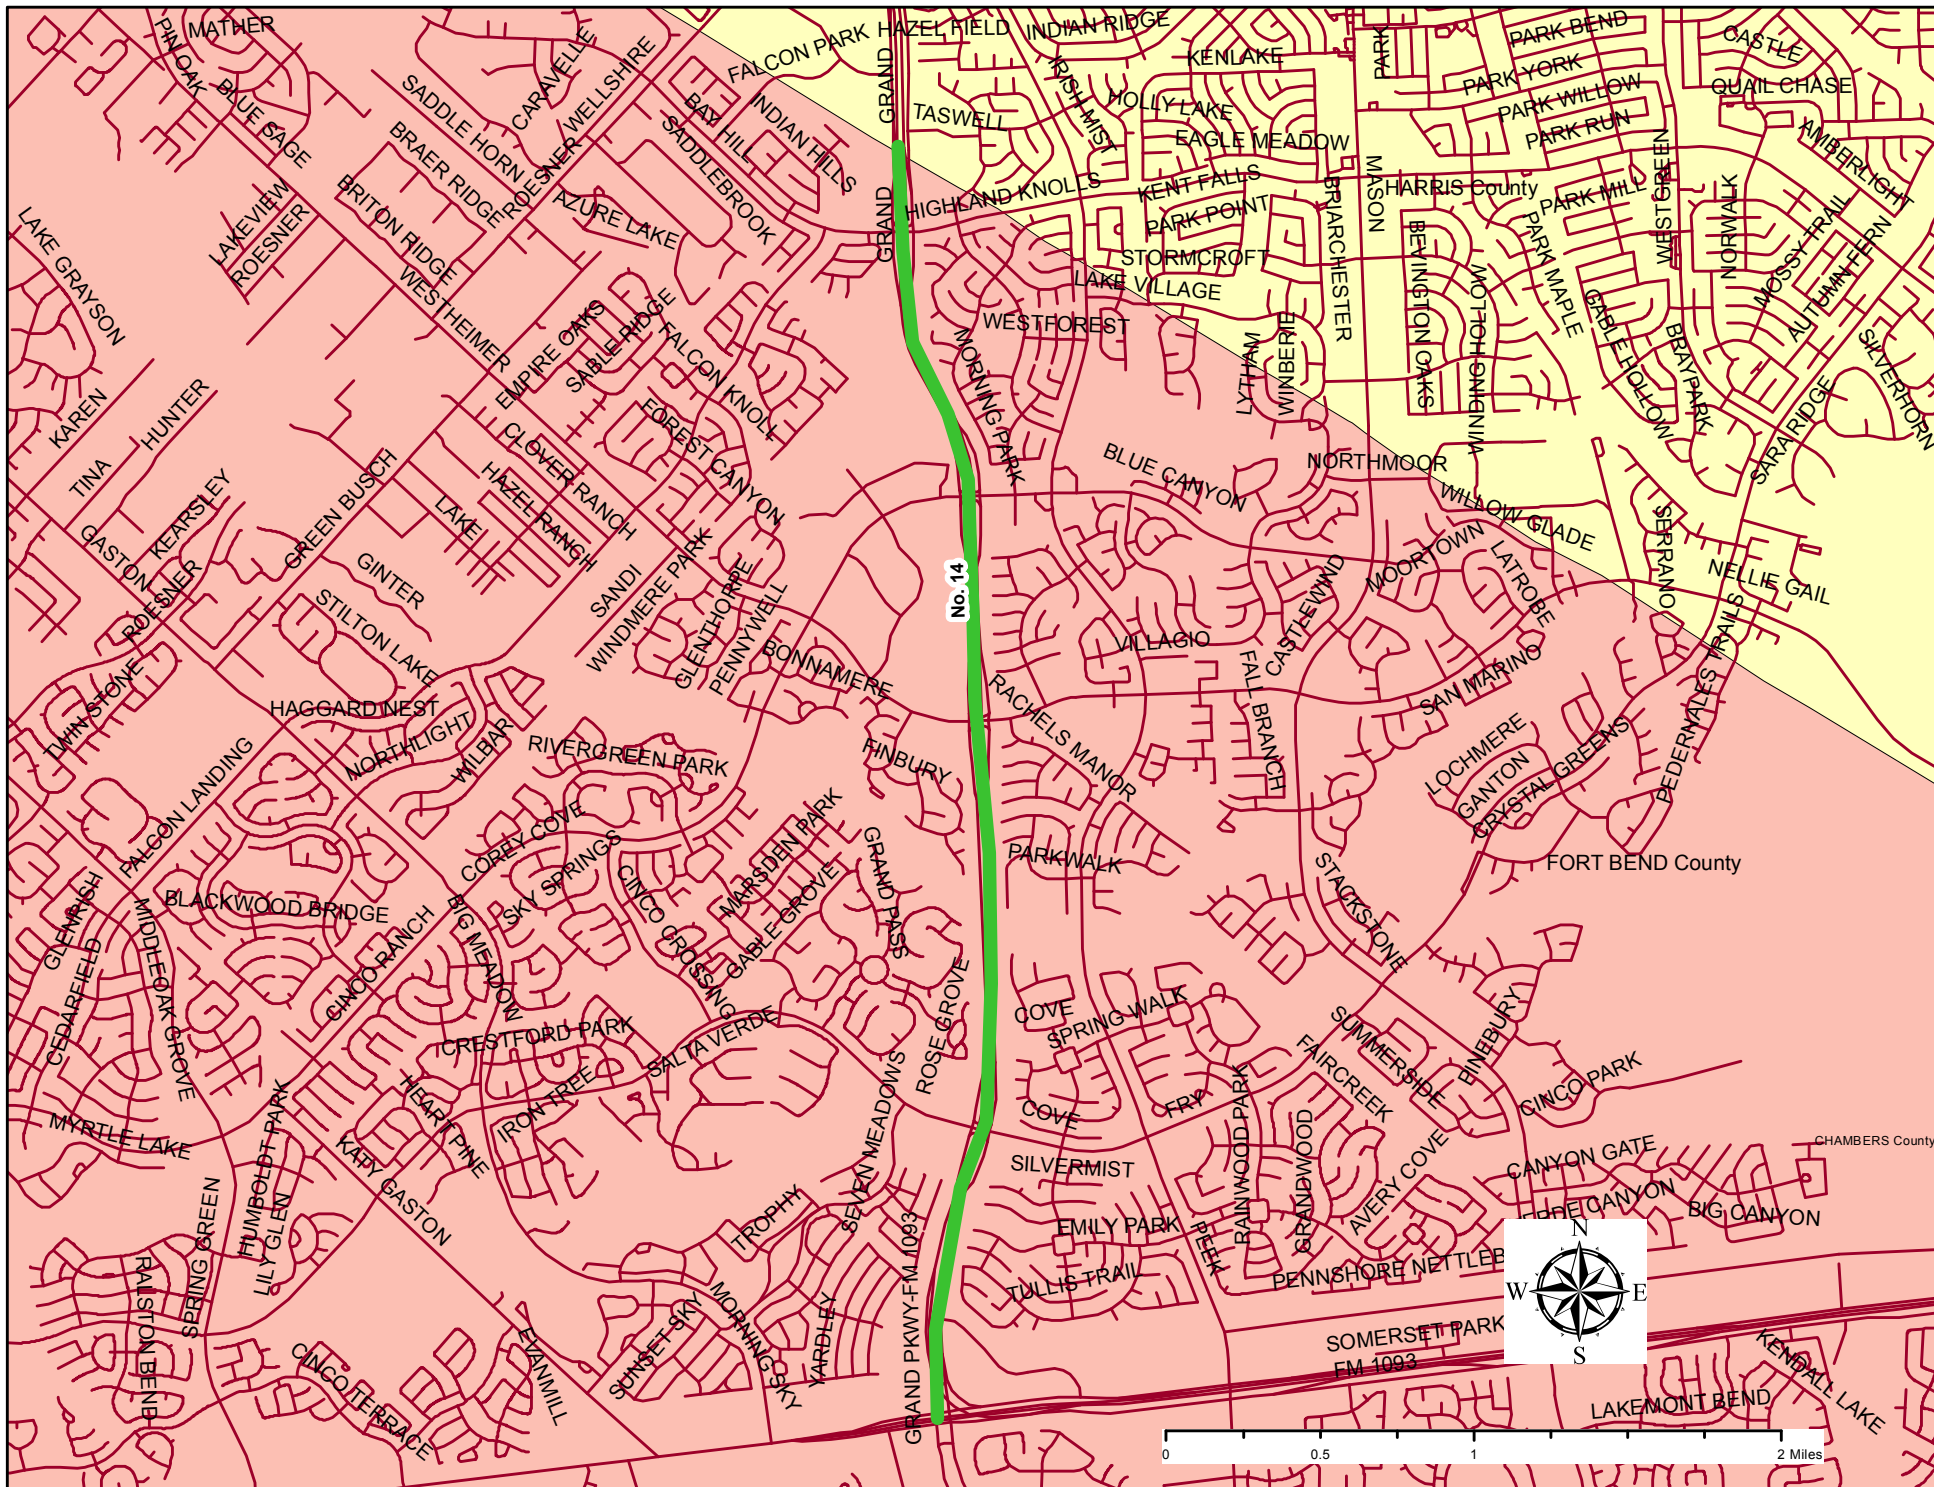 MATHER
PIN OAK
BLUE SAGE
SADDLE HORN
CARAVELLE
ROESNER WELLSHIRE
FALCON PARK
HAZEL FIELD
INDIAN RIDGE
GRAND
KENLAKE
PARK
PARK BEND
CASTLE
PARK YORK
QUAIL CHASE
PARK WILLOW
PARK RUN
AMBERLIGHT
BAY HILL
INDIAN HILLS
TASWELL
IRISH MIST
HOLLY LAKE
EAGLE MEADOW
BRAER RIDGE
SADDLEBROOK
MASON
WESTGREEN
LAKEVIEW
ROESNER
BRITON RIDGE
AZURE LAKE
GRAND
HIGHLAND KNOLLS
KENT FALLS
HARRIS County
PARK MILL
PARK POINT
BRIARCHESTER
NORWALK
MOSSY TRAIL
AUTUMN FERN
LAKE GRAYSON
WESTHEIMER
STORMCROFT
LAKE VILLAGE
BEVINGTON OAKS
WINDING HOLLOW
PARK MAPLE
GABLE HOLLOW
BRAYPARK
SILVERHORN
EMPIRE OAKS
SABLE RIDGE
FALCON KNOLL
WESTFOREST
MORNING PARK
LYTHAM
WINBERIE
SARA RIDGE
KAREN
HUNTER
TINA
CLOVER RANCH
FOREST CANYON
BLUE CANYON
NORTHMOOR
WILLOW GLADE
KEARSLEY
GREEN BUSCH
LAKE
HAZEL RANCH
GASTON
ROESNER
GINTER
SANDI
WINDMERE PARK
GLENTHORPE
PENNYWELL
No. 14
MOORTOWN
LATROBE
SERRANO
NELLIE GAIL
STILTON LAKE
CASTLEWIND
VILLAGIO
BONNAMERE
FALL BRANCH
SAN MARINO
PEDERNALES TRAILS
TWIN STONE
HAGGARD NEST
NORTHLIGHT
WILBAR
RIVERGREEN PARK
FINBURY
RACHELS MANOR
LOCHMERE
GANTON
CRYSTAL GREENS
FALCON LANDING
COREY COVE
SKY SPRINGS
MARSDEN PARK
GABLE GROVE
GRAND PASS
PARKWALK
STACKSTONE
FORT BEND County
GLENRISH
BLACKWOOD BRIDGE
CINCO RANCH
BIG MEADOW
CINCO CROSSING
CEDARFIELD
MIDDLEOAK GROVE
ROSE GROVE
COVE
SPRING WALK
CRESTFORD PARK
SALTA VERDE
SUMMERSIDE
PINEBURY
FAIRCREEK
CINCO PARK
MYRTLE LAKE
HUMBOLDT PARK
HEART PINE
IRON TREE
SEVEN MEADOWS
COVE
FRY
RAINWOOD PARK
GRANDWOOD
AVERY COVE
CHAMBERS County
KATY GASTON
SILVERMIST
CANYON GATE
SPRING GREEN
LILY GLEN
TROPHY
GRAND PKWY-FM 1093
EMILY PARK
PEEK
BIG CANYON
RALSTON BEND
TULLIS TRAIL
PENNSHORE NETTLEB
N
W
E
S
CINCO TERRACE
EVANMILL
SUNSET SKY
MORNING SKY
YARDLEY
SOMERSET PARK
FM 1093
KENDALL LAKE
LAKEMONT BEND
0 0.5 1 2 Miles